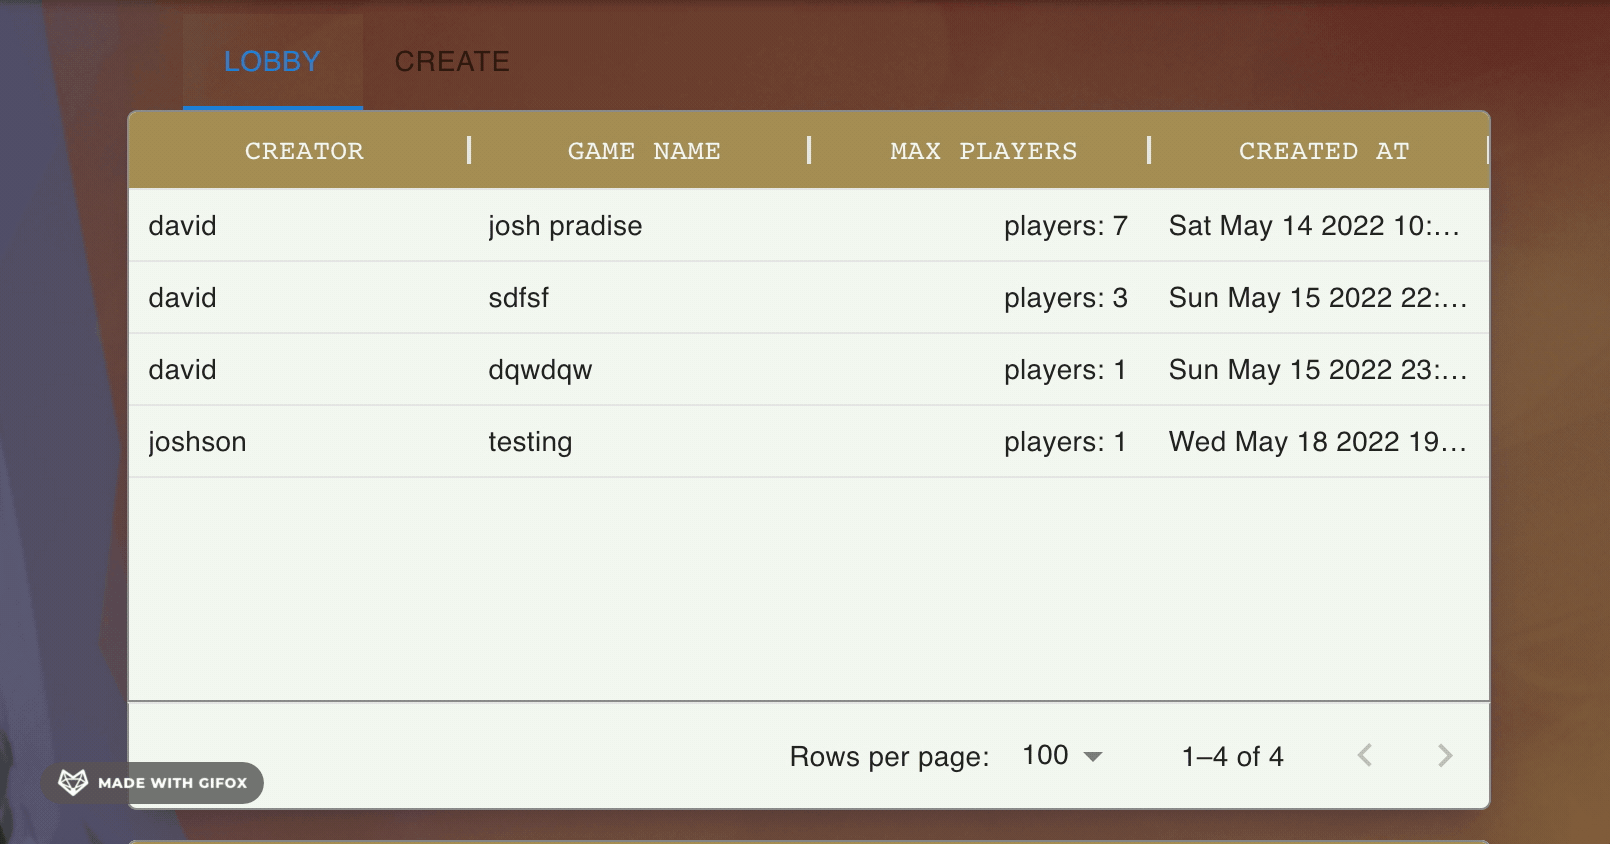 LOBBY CREATE
CREATOR GAME NAME MAX PLAYERS CREATED AT
david josh pradise players: 7 Sat May 14 2022 10:...
david sdfsf players: 3 Sun May 15 2022 22:...
david dqwdqw players: 1 Sun May 15 2022 23:...
joshson testing players: 1 Wed May 18 2022 19...
Rows per page: 100 1–4 of 4
MADE WITH GIFOX